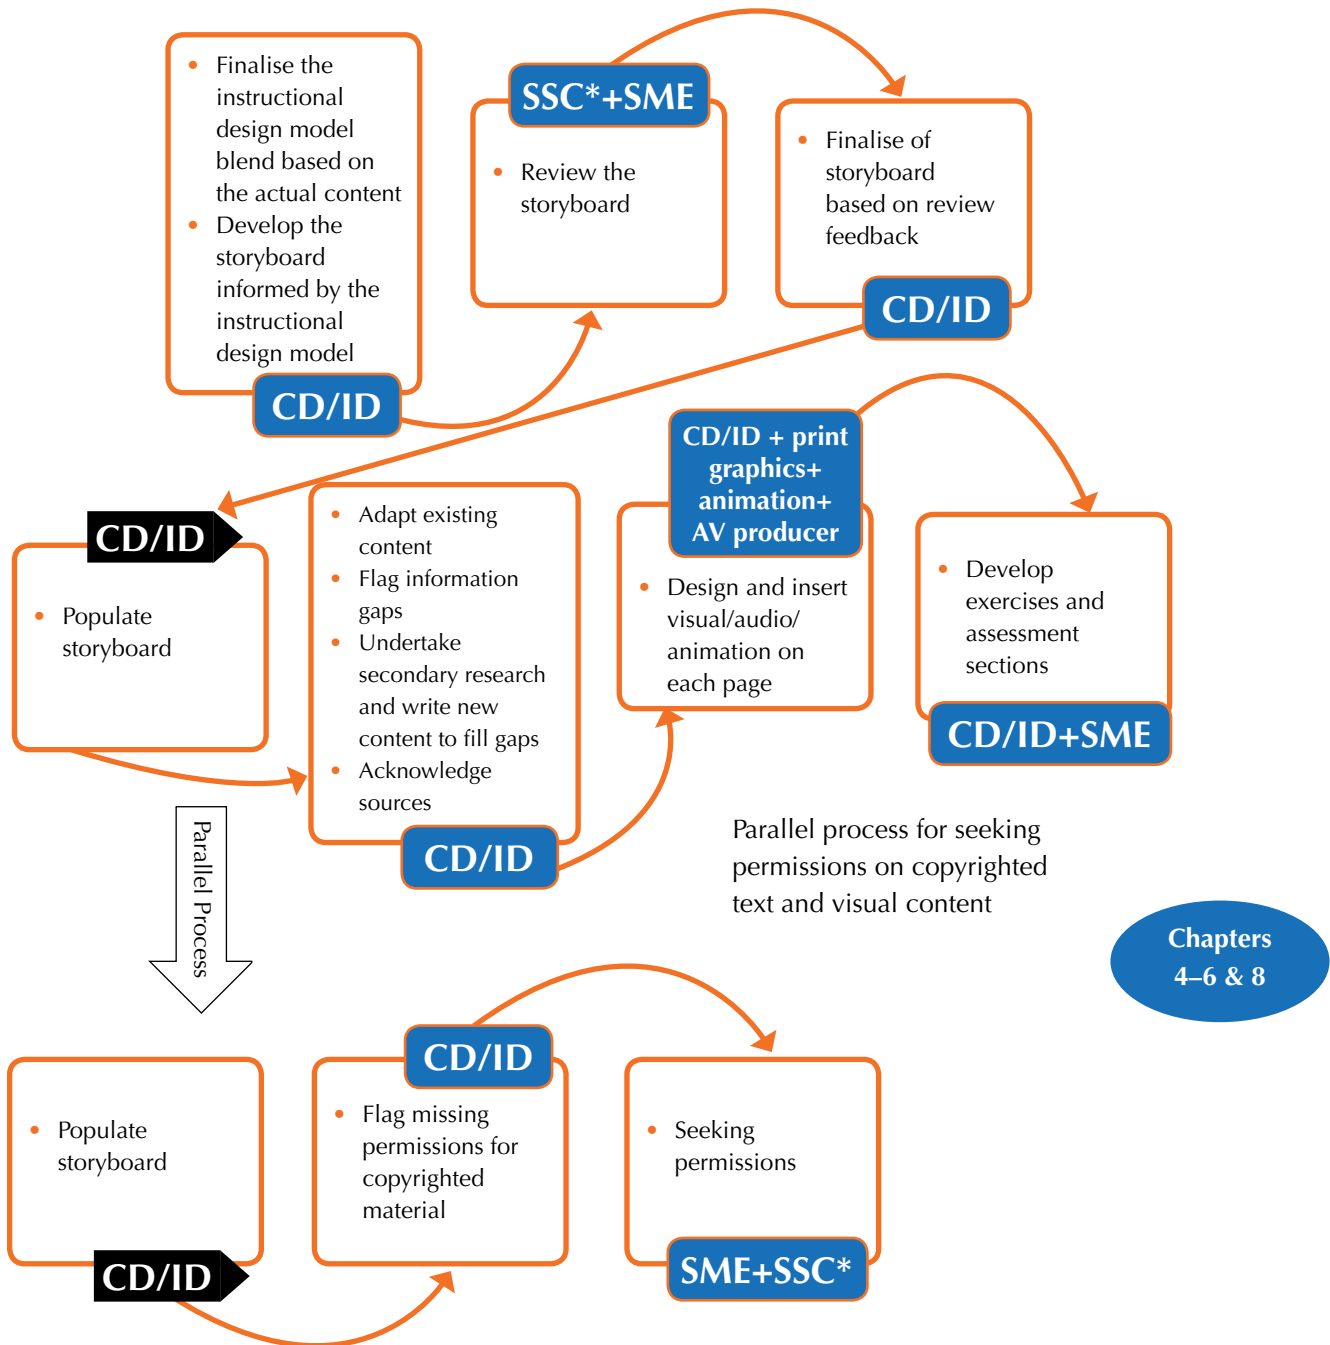 • Finalise the
instructional
design model
blend based on
the actual content
• Develop the
storyboard
informed by the
instructional
design model
CD/ID
SSC*+SME
• Review the
storyboard
• Finalise of
storyboard
based on review
feedback
CD/ID
CD/ID
• Populate
storyboard
• Adapt existing
content
• Flag information
gaps
• Undertake
secondary research
and write new
content to fill gaps
• Acknowledge
sources
CD/ID
CD/ID + print
graphics+
animation+
AV producer
• Design and insert
visual/audio/
animation on
each page
• Develop
exercises and
assessment
sections
CD/ID+SME
Parallel Process
Parallel process for seeking
permissions on copyrighted
text and visual content
Chapters
4–6 & 8
• Populate
storyboard
CD/ID
CD/ID
• Flag missing
permissions for
copyrighted
material
• Seeking
permissions
SME+SSC*